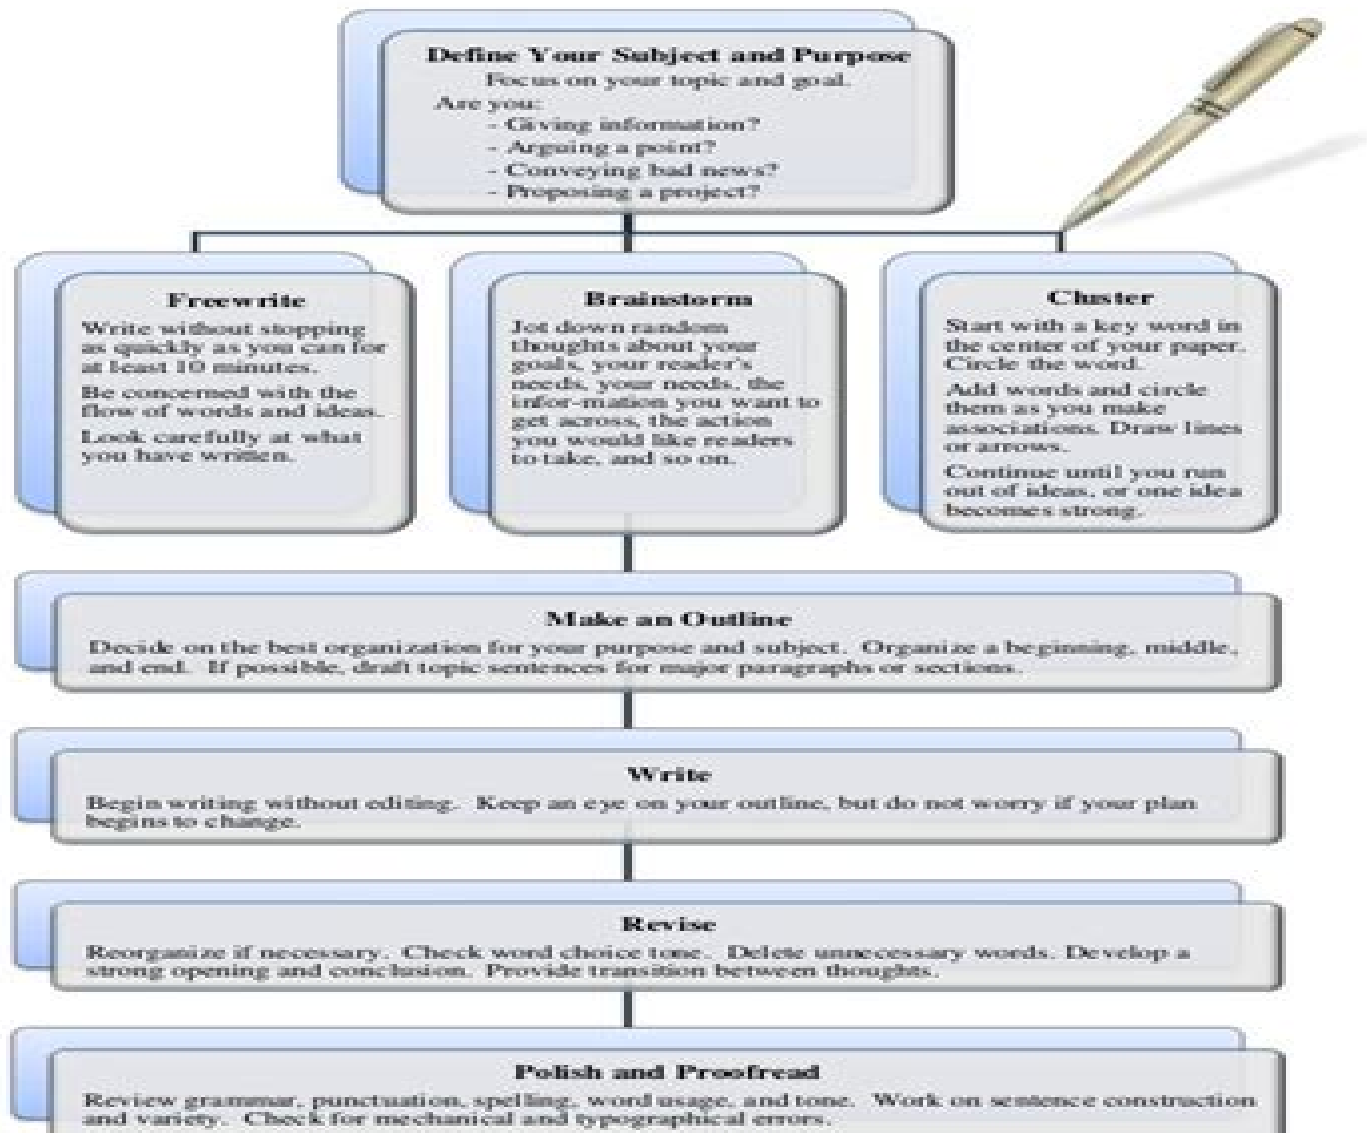 Define Your Subject and Purpose
Focus on your topic and goal.
Are you:
- Giving information?
- Arguing a point?
- Conveying bad news?
- Proposing a project?
Freewrite
Write without stopping
as quickly as you can for
at least 10 minutes.
Be concerned with the
flow of words and ideas.
Look carefully at what
you have written.
Brainstorm
Jot down random
thoughts about your
goals, your reader's
needs, your needs, the
infor-mation you want to
get across, the action
you would like readers
to take, and so on.
Cluster
Start with a key word in
the center of your paper.
Circle the word.
Add words and circle
them as you make
associations. Draw lines
or arrows.
Continue until you run
out of ideas, or one idea
becomes strong.
Make an Outline
Decide on the best organization for your purpose and subject. Organize a beginning, middle,
and end. If possible, draft topic sentences for major paragraphs or sections.
Write
Begin writing without editing. Keep an eye on your outline, but do not worry if your plan
begins to change.
Revise
Reorganize if necessary. Check word choice tone. Delete unnecessary words. Develop a
strong opening and conclusion. Provide transition between thoughts.
Polish and Proofread
Review grammar, punctuation, spelling, word usage, and tone. Work on sentence construction
and variety. Check for mechanical and typographical errors.